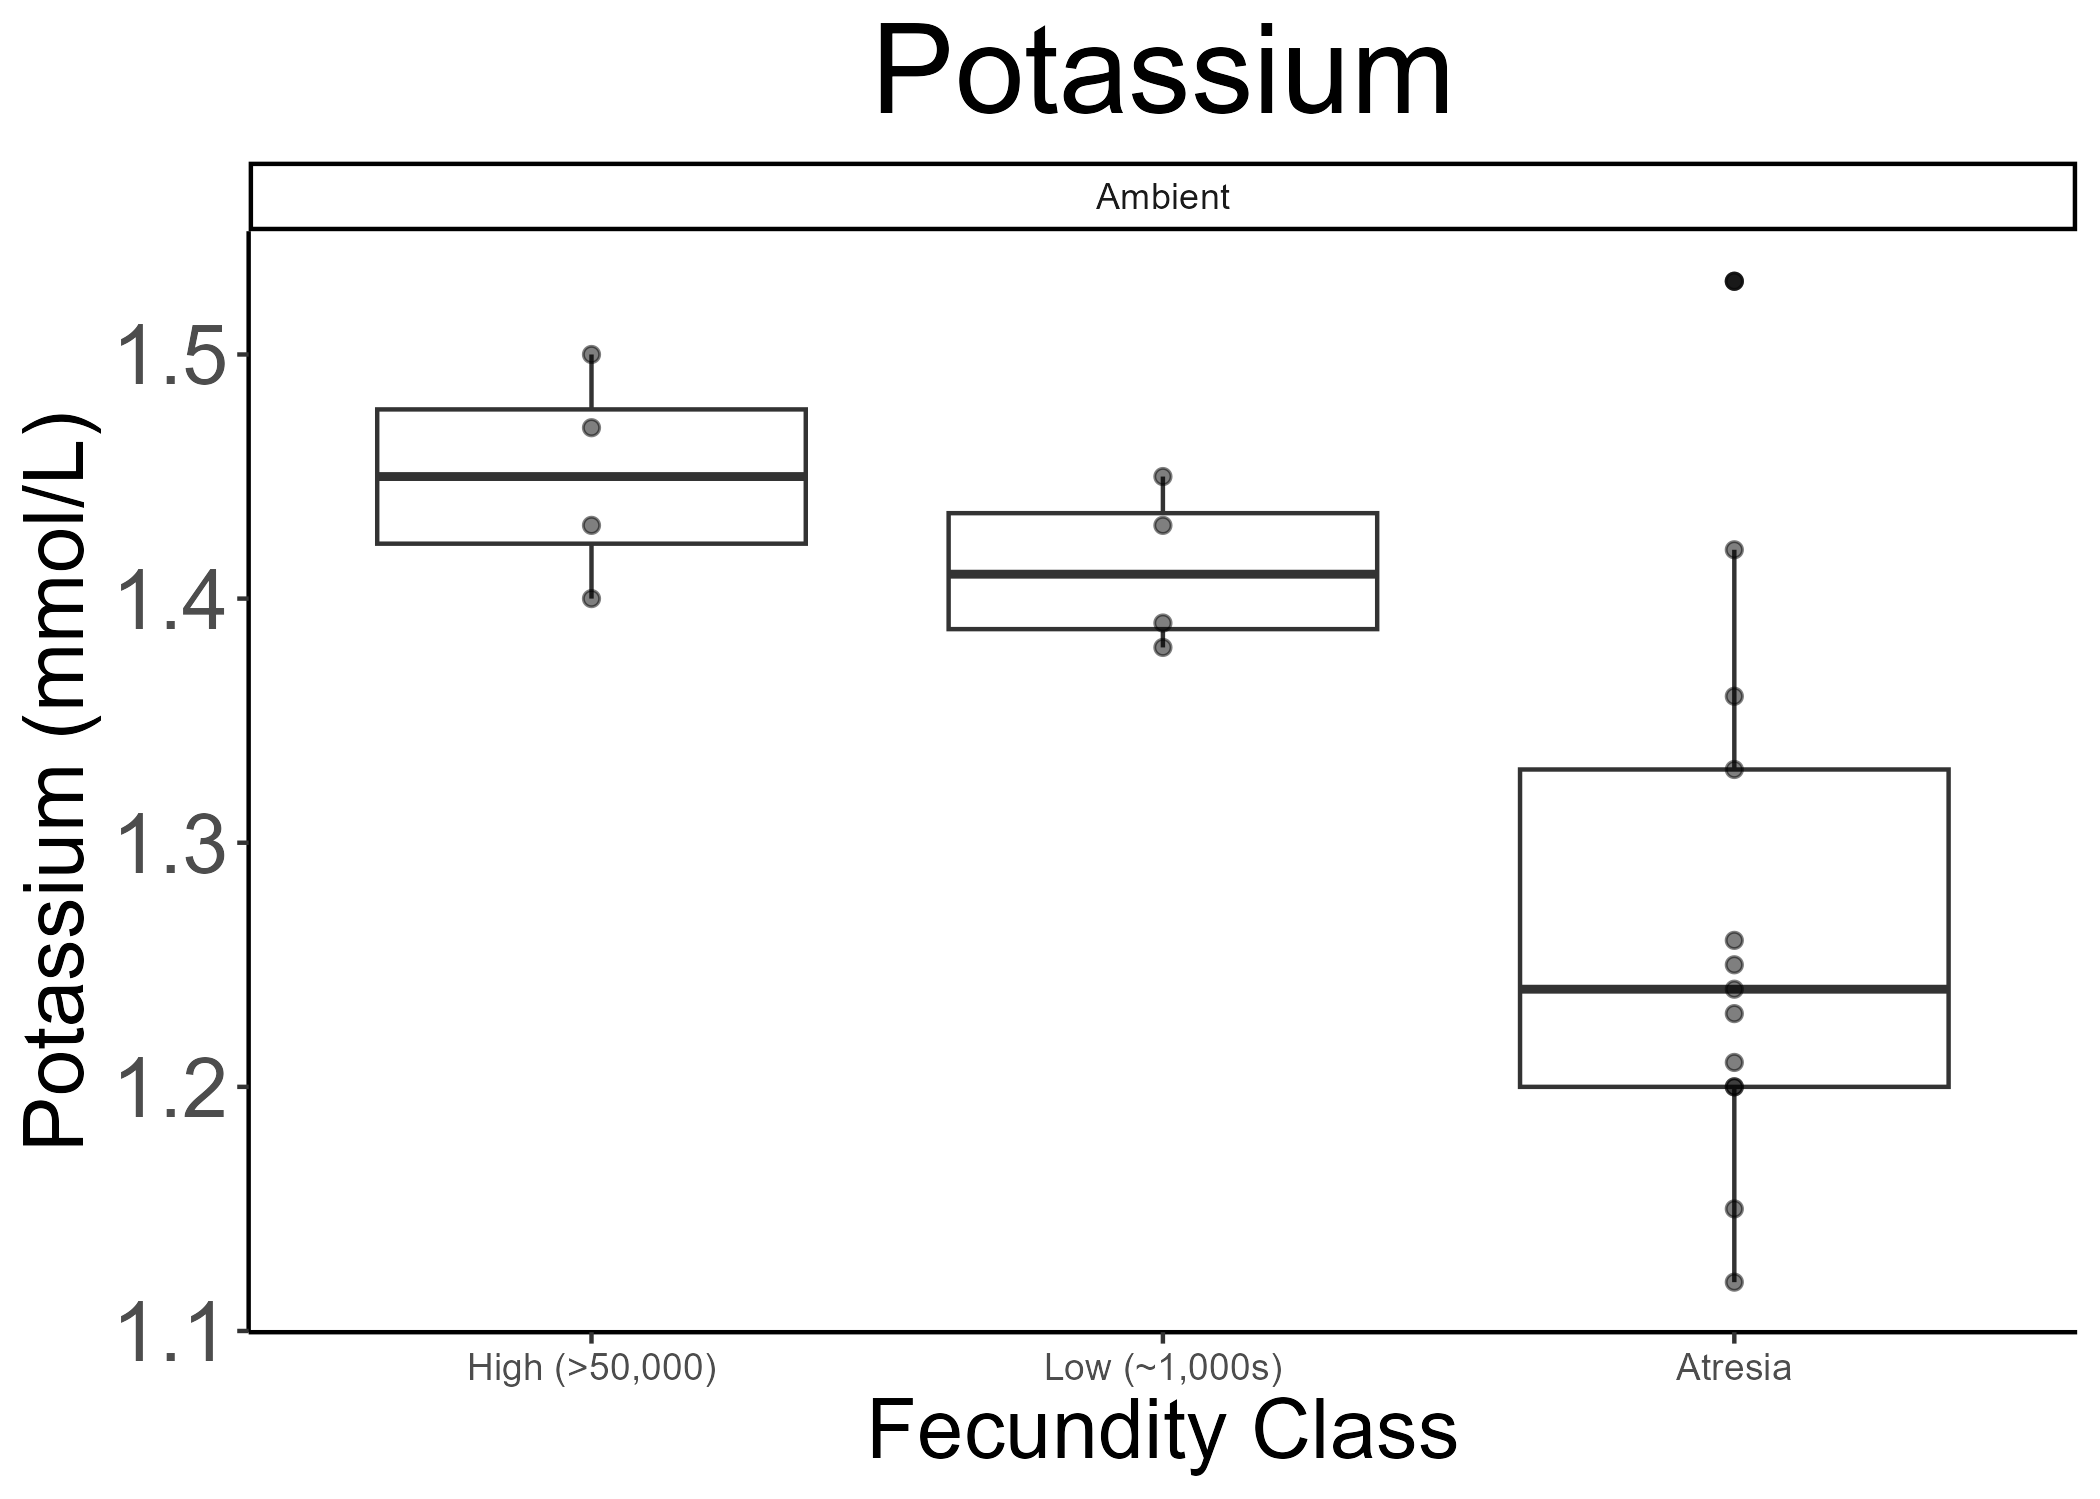 Potassium
Ambient
Potassium (mmol/L)
1.5
1.4
1.3
1.2
1.1
High (>50,000)
Low (~1,000s)
Atresia
Fecundity Class